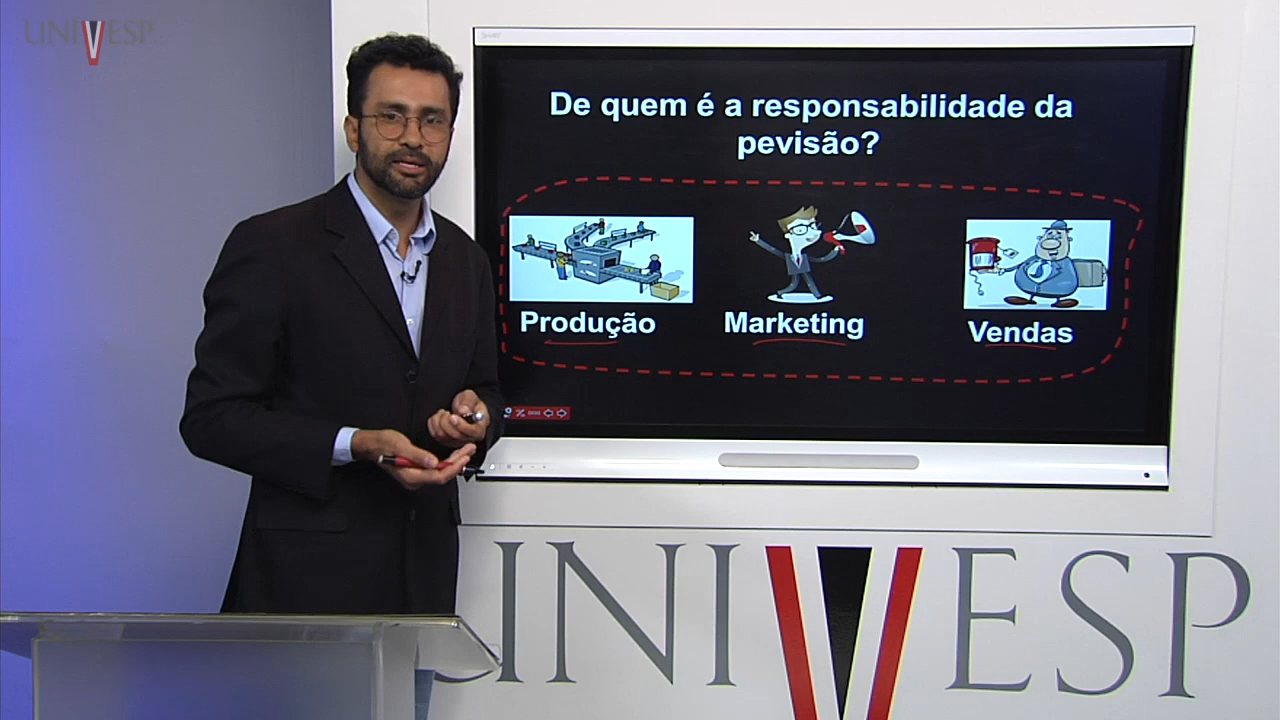 UNIVESP
De quem é a responsabilidade da
pevisão?
Produção
Marketing
Vendas
UNIVESP